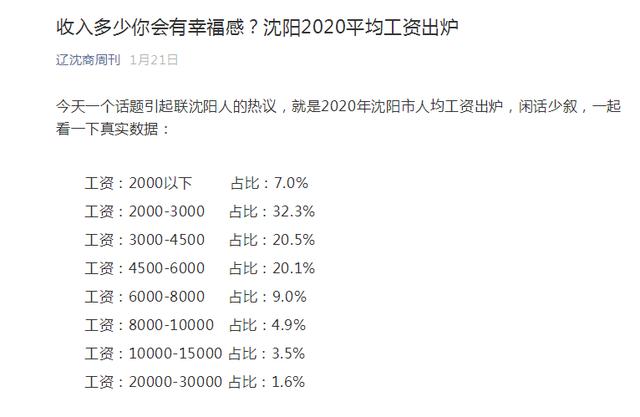 收入多少你会有幸福感？沈阳2020平均工资出炉
辽沈商周刊 1月21日
今天一个话题引起联沈阳人的热议，就是2020年沈阳市人均工资出炉，闲话少叙，一起
看一下真实数据：
工资：2000以下 占比：7.0%
工资：2000-3000 占比：32.3%
工资：3000-4500 占比：20.5%
工资：4500-6000 占比：20.1%
工资：6000-8000 占比：9.0%
工资：8000-10000 占比：4.9%
工资：10000-15000 占比：3.5%
工资：20000-30000 占比：1.6%